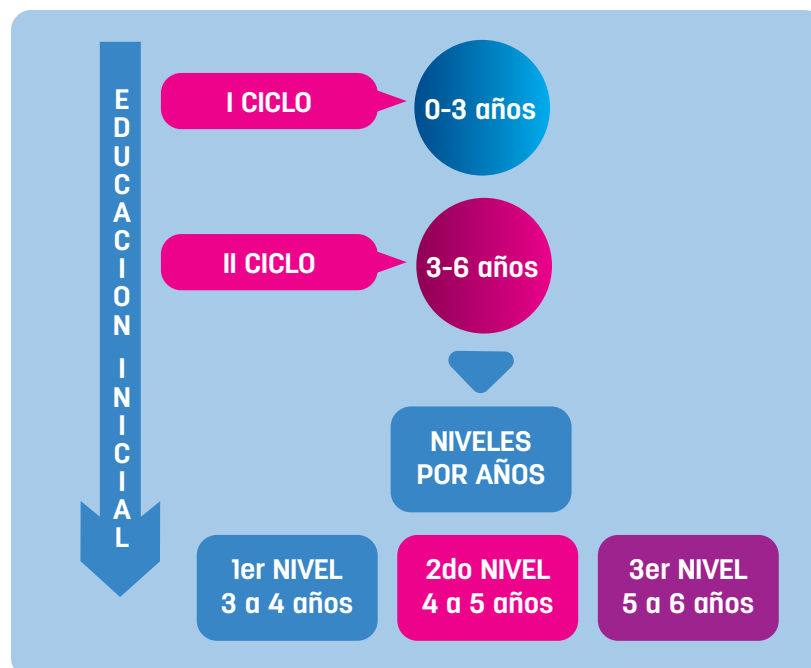 EDUCACION INICIAL
I CICLO
0-3 años
II CICLO
3-6 años
NIVELES
POR AÑOS
1er NIVEL
3 a 4 años
2do NIVEL
4 a 5 años
3er NIVEL
5 a 6 años